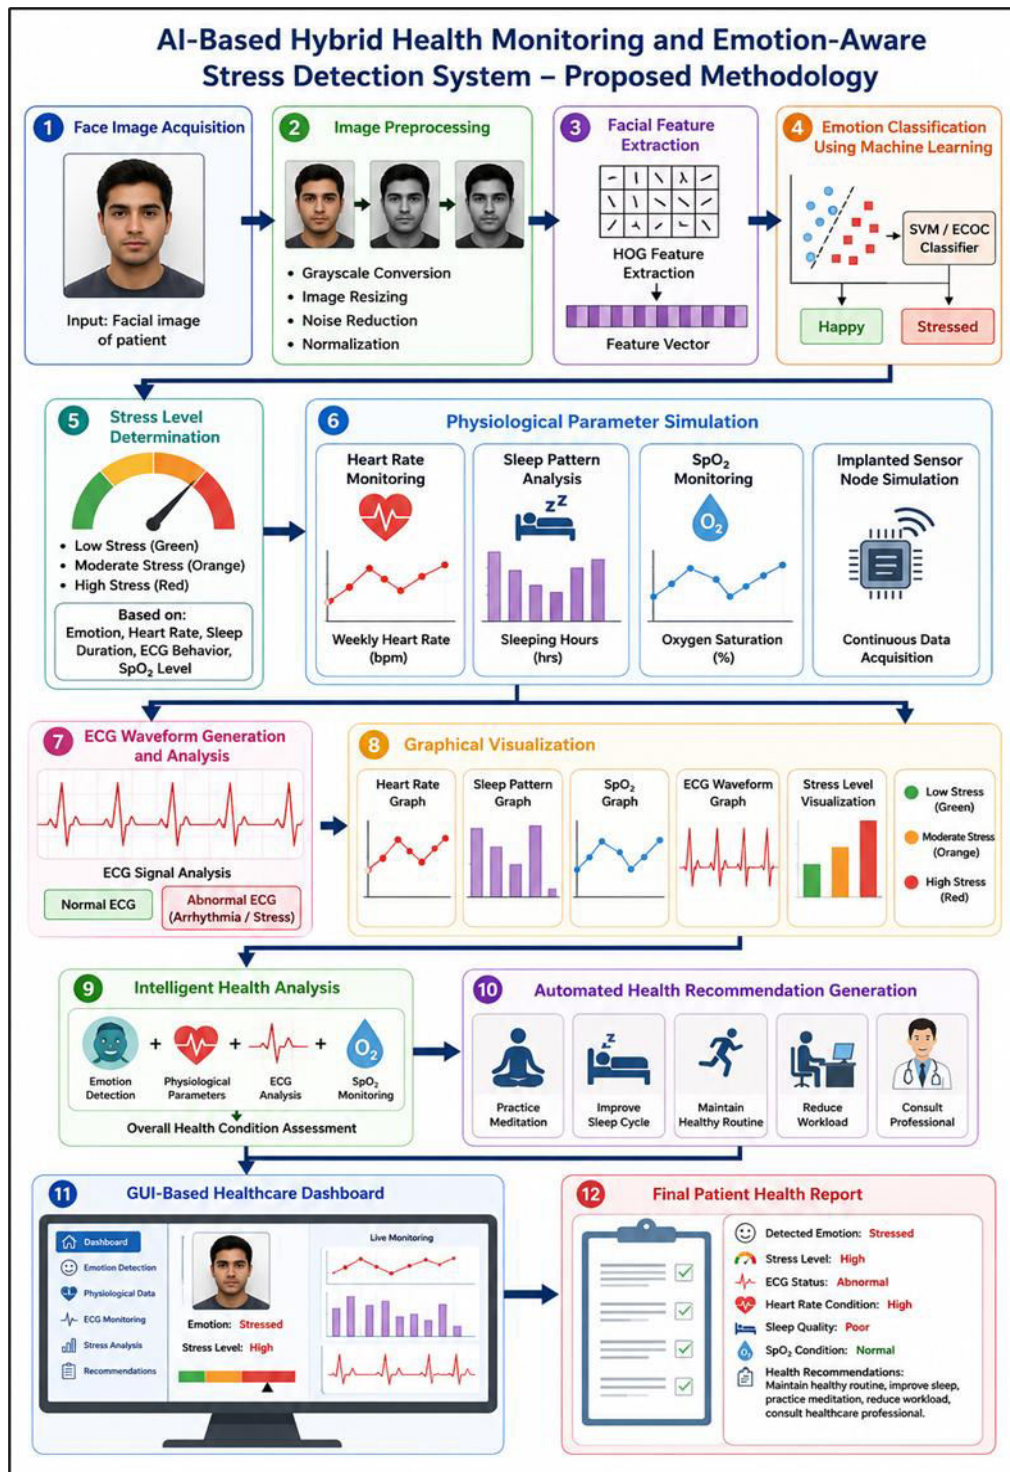 AI-Based Hybrid Health Monitoring and Emotion-Aware
Stress Detection System – Proposed Methodology
1 Face Image Acquisition
Input: Facial image
of patient
2 Image Preprocessing
• Grayscale Conversion
• Image Resizing
• Noise Reduction
• Normalization
3 Facial Feature
Extraction
HOG Feature
Extraction
Feature Vector
4 Emotion Classification
Using Machine Learning
SVM / ECOC
Classifier
Happy
Stressed
5 Stress Level
Determination
• Low Stress (Green)
• Moderate Stress (Orange)
• High Stress (Red)
Based on:
Emotion, Heart Rate, Sleep
Duration, ECG Behavior,
SpO₂ Level
6 Physiological Parameter Simulation
Heart Rate
Monitoring
Weekly Heart Rate
(bpm)
Sleep Pattern
Analysis
zZ
Sleeping Hours
(hrs)
SpO₂
Monitoring
O₂
Oxygen Saturation
(%)
Implanted Sensor
Node Simulation
Continuous Data
Acquisition
7 ECG Waveform Generation
and Analysis
ECG Signal Analysis
Normal ECG
Abnormal ECG
(Arrhythmia / Stress)
8 Graphical Visualization
Heart Rate
Graph
Sleep Pattern
Graph
SpO₂
Graph
ECG Waveform
Graph
Stress Level
Visualization
Low Stress
(Green)
Moderate Stress
(Orange)
High Stress
(Red)
9 Intelligent Health Analysis
+ + +
O₂
Emotion
Detection
Physiological
Parameters
ECG
Analysis
SpO₂
Monitoring
Overall Health Condition Assessment
10 Automated Health Recommendation Generation
Practice
Meditation
zZ
Improve
Sleep Cycle
Maintain
Healthy Routine
Reduce
Workload
Consult
Professional
11 GUI-Based Healthcare Dashboard
Dashboard
Emotion Detection
Physiological Data
ECG Monitoring
Stress Analysis
Recommendations
Emotion: Stressed
Stress Level: High
Live Monitoring
12 Final Patient Health Report
Detected Emotion: Stressed
Stress Level: High
ECG Status: Abnormal
Heart Rate Condition: High
Sleep Quality: Poor
O₂ SpO₂ Condition: Normal
Health Recommendations:
Maintain healthy routine, improve sleep,
practice meditation, reduce workload,
consult healthcare professional.